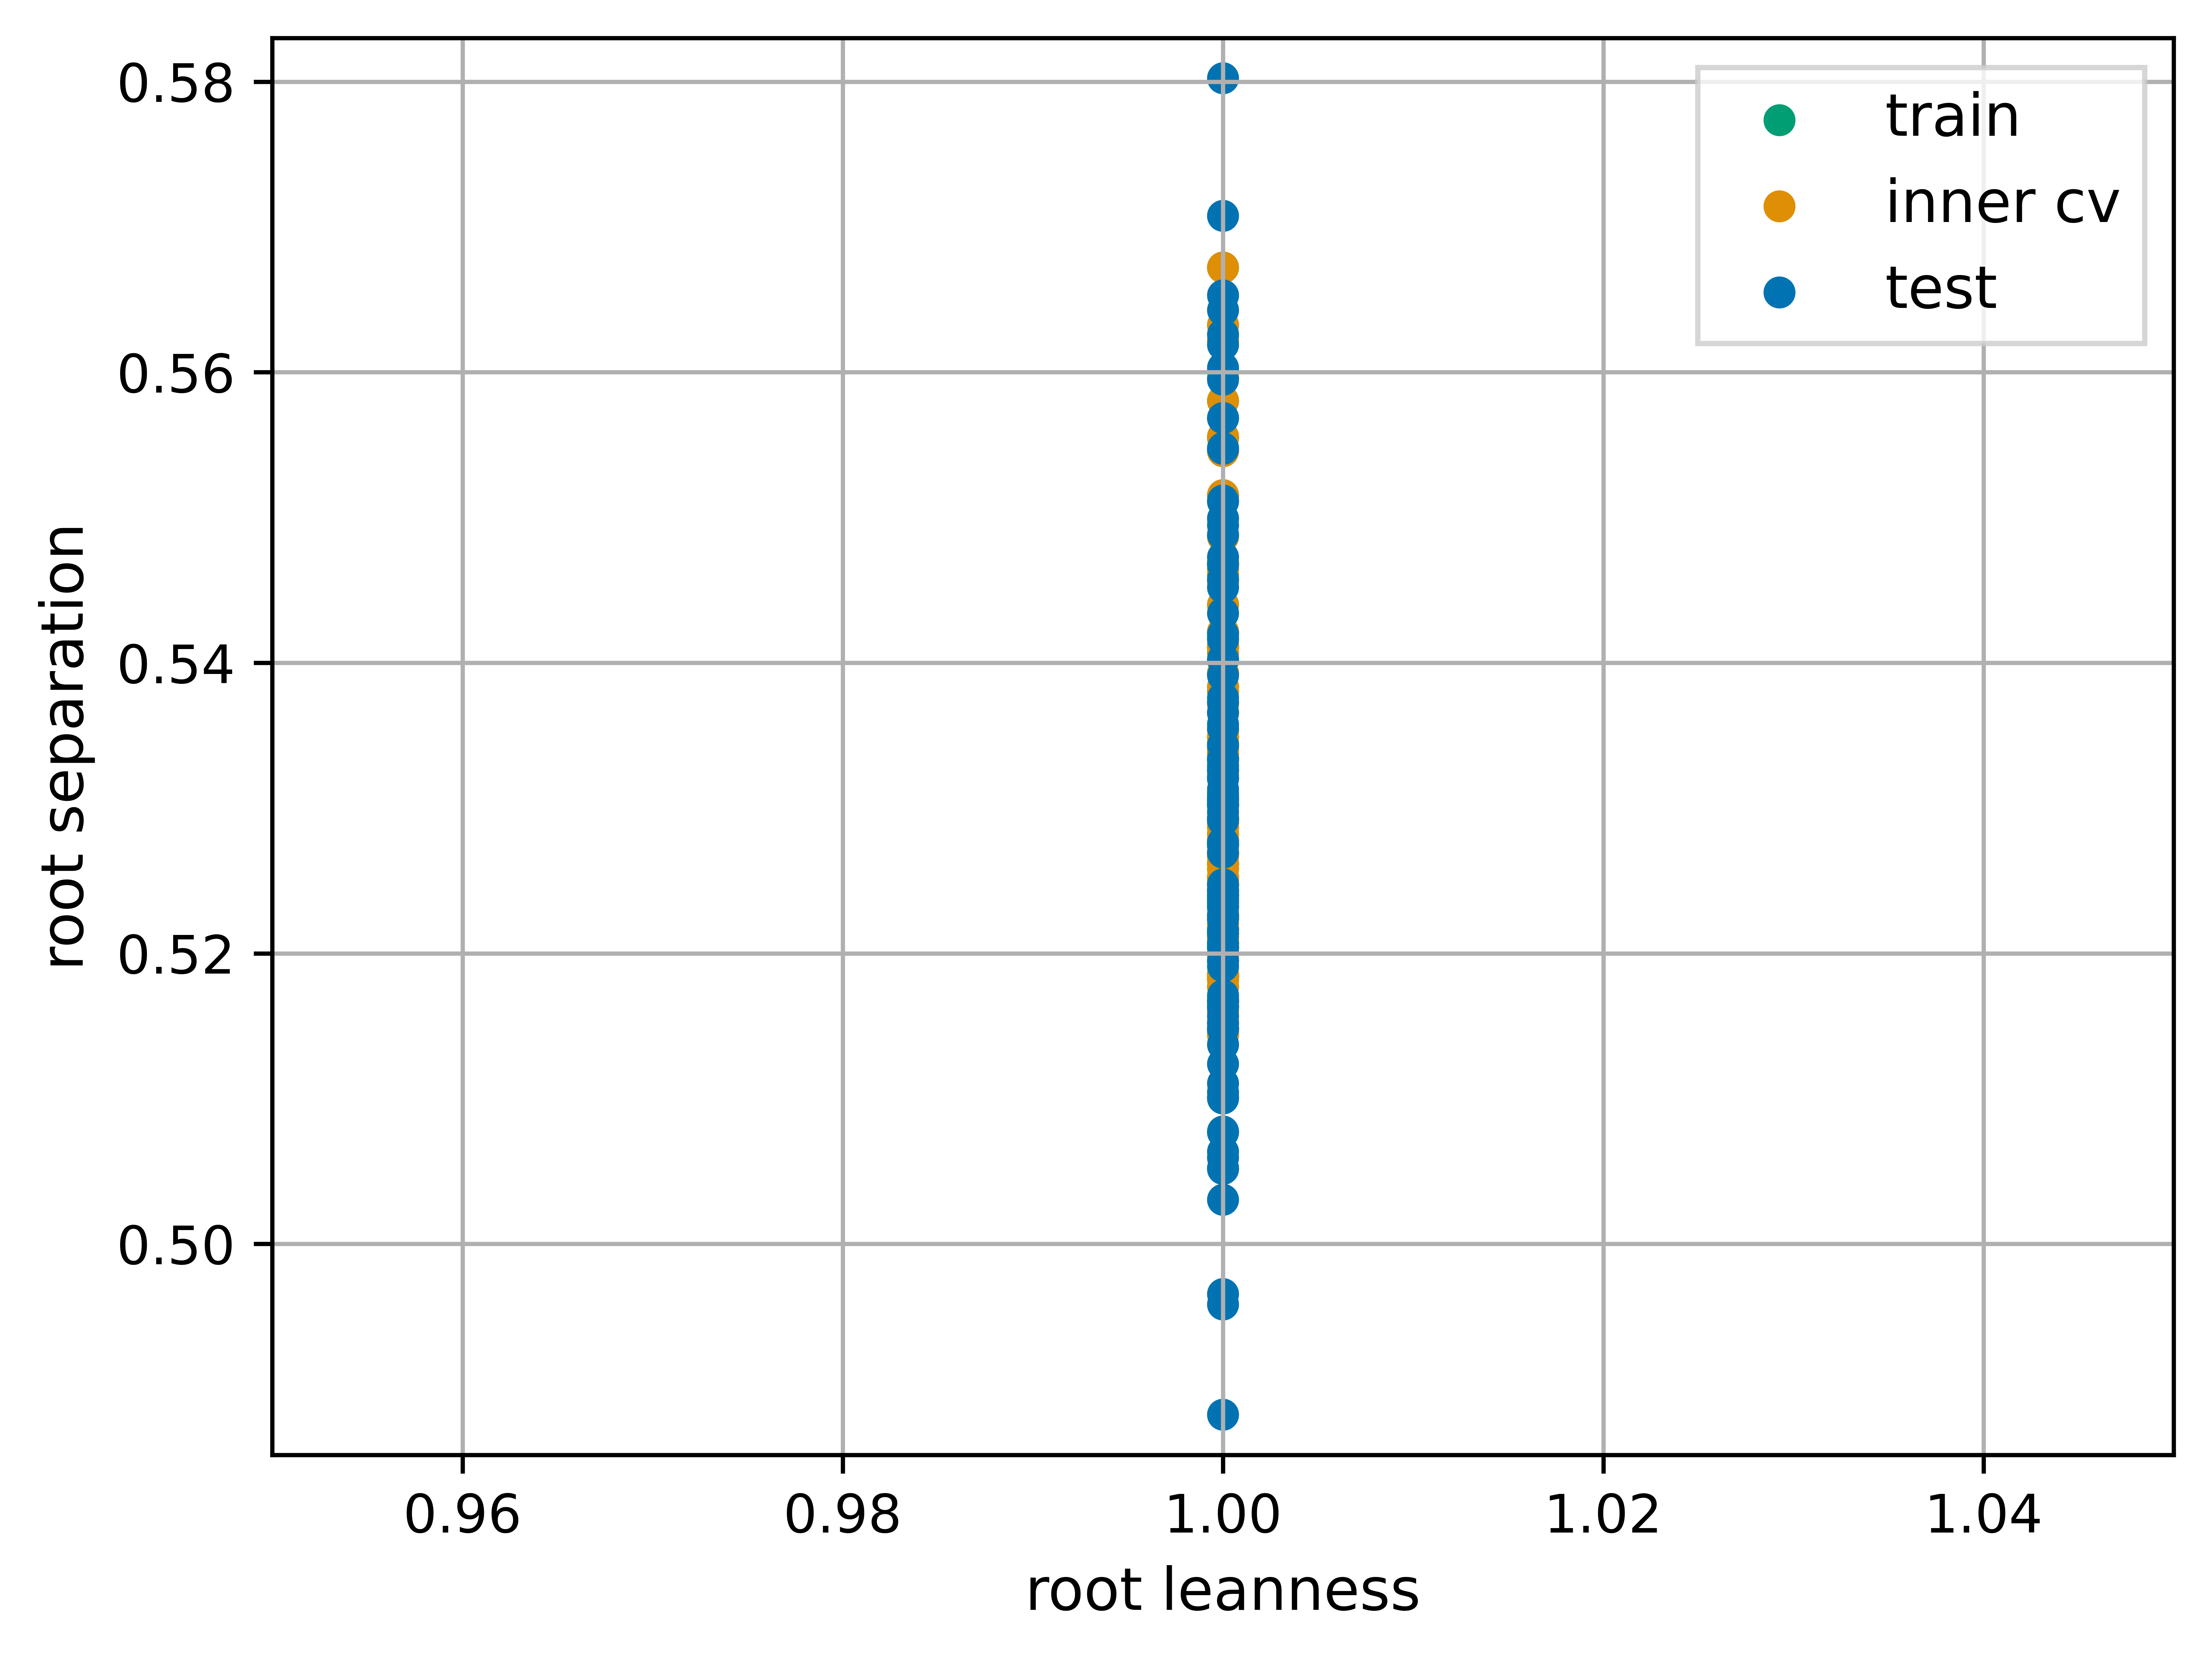 0.58
0.56
0.54
0.52
0.50
root separation
train
inner cv
test
0.96 0.98 1.00 1.02 1.04
root leanness